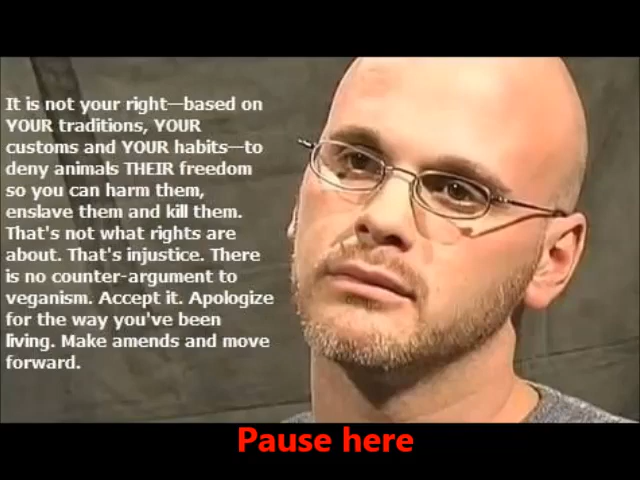 It is not your right—based on
YOUR traditions, YOUR
customs and YOUR habits—to
deny animals THEIR freedom
so you can harm them,
enslave them and kill them.
That's not what rights are
about. That's injustice. There
is no counter-argument to
veganism. Accept it. Apologize
for the way you've been
living. Make amends and move
forward.
Pause here